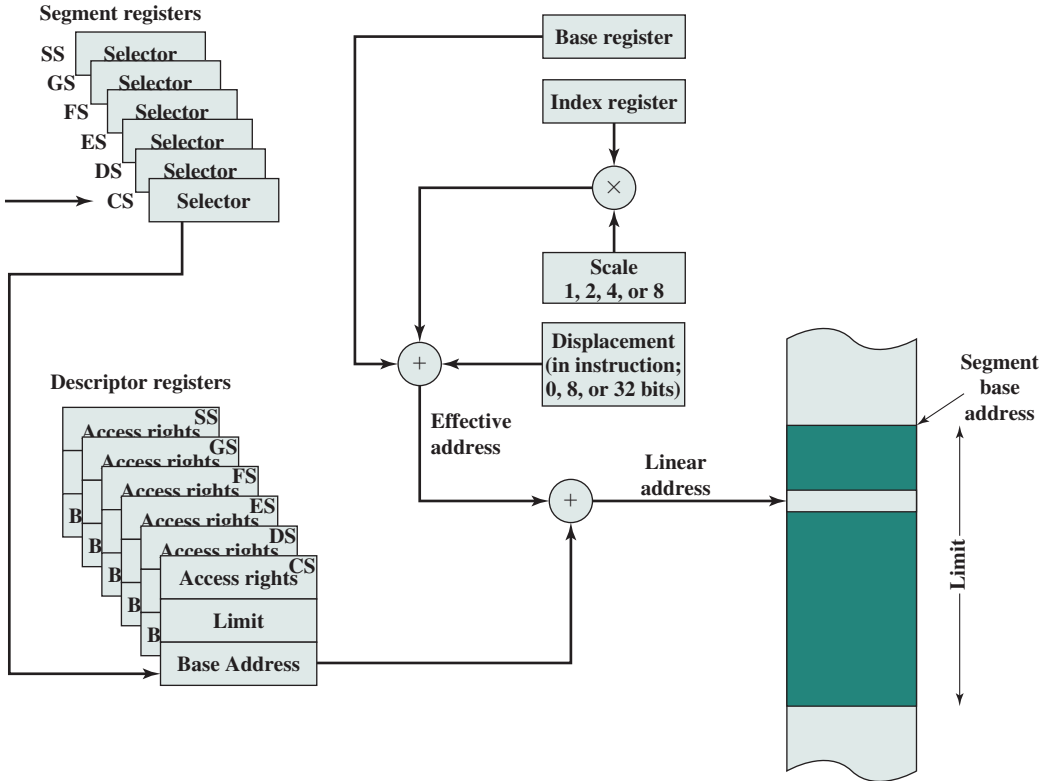 Segment registers
SS
Selector
GS
Selector
FS
Selector
ES
Selector
DS
Selector
CS
Selector
Base register
Index register
×
Scale
1, 2, 4, or 8
Displacement
(in instruction;
0, 8, or 32 bits)
+
Effective
address
Descriptor registers
SS
Access rights
GS
Access rights
FS
Access rights
ES
Access rights
DS
Access rights
CS
Access rights
Limit
Base Address
B
B
B
B
B
+
Linear
address
Segment
base
address
Limit